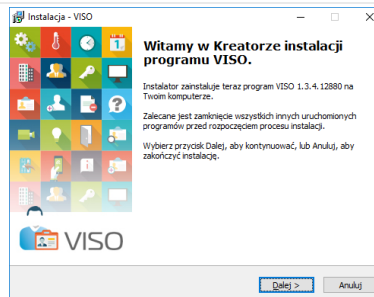 Instalacja - VISO
Witamy w Kreatorze instalacji
programu VISO.
Instalator zainstaluje teraz program VISO 1.3.4.12880 na
Twoim komputerze.
Zalecane jest zamknięcie wszystkich innych uruchomionych
programów przed rozpoczęciem procesu instalacji.
Wybierz przycisk Dalej, aby kontynuować, lub Anuluj, aby
zakończyć instalację.
VISO
Dalej >
Anuluj